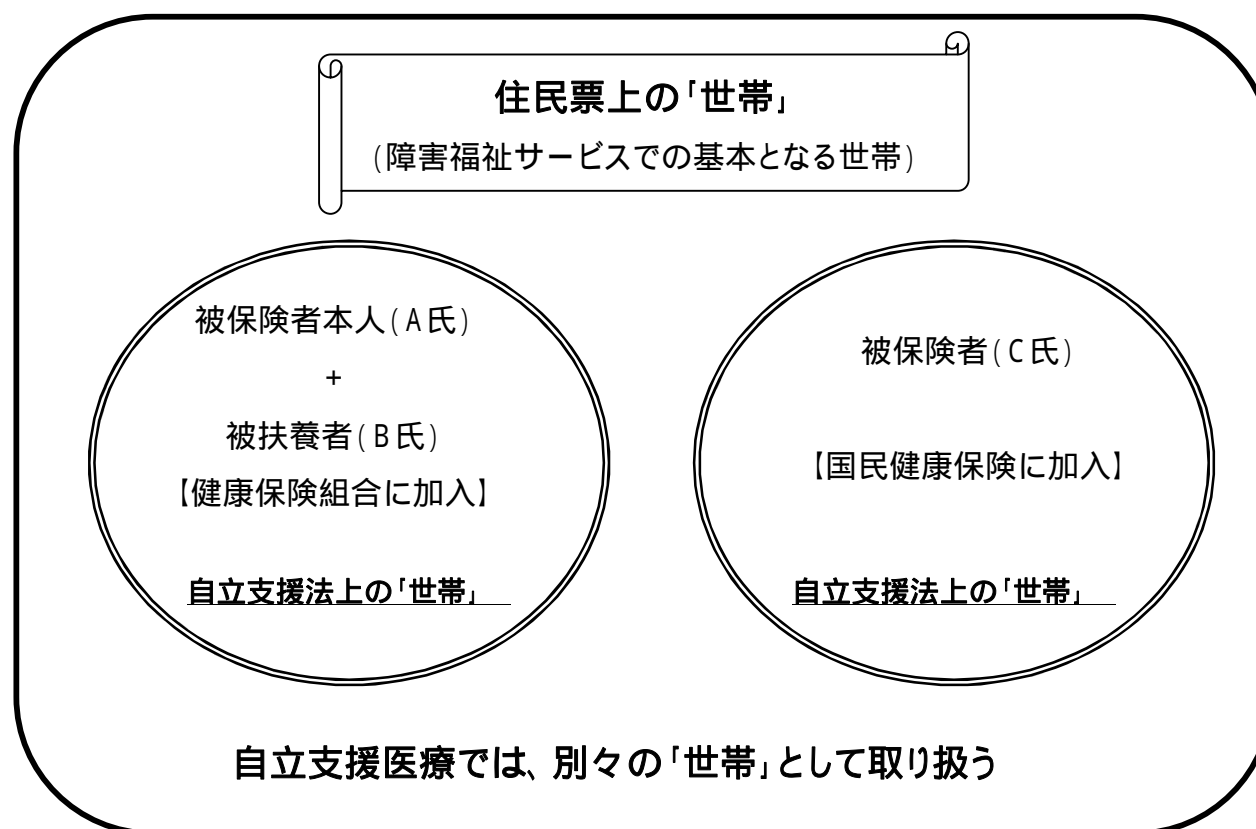 住民票上の「世帯」
(障害福祉サービスでの基本となる世帯)
被保険者本人(A氏)
+
被扶養者(B氏)
【健康保険組合に加入】
自立支援法上の「世帯」
被保険者(C氏)
【国民健康保険に加入】
自立支援法上の「世帯」
自立支援医療では、別々の「世帯」として取り扱う